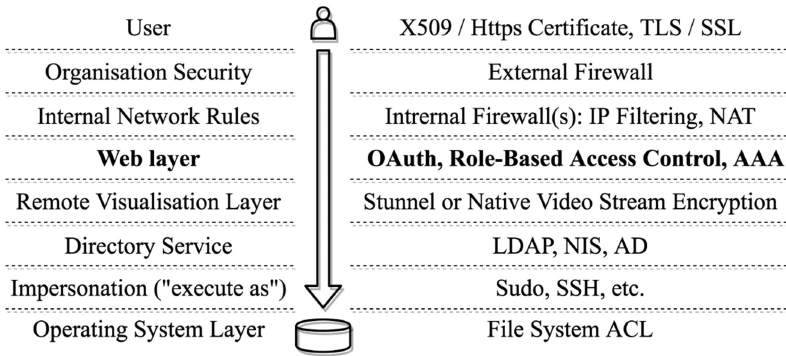 User X509 / Https Certificate, TLS / SSL
Organisation Security External Firewall
Internal Network Rules Intrernal Firewall(s): IP Filtering, NAT
Web layer OAuth, Role-Based Access Control, AAA
Remote Visualisation Layer Stunnel or Native Video Stream Encryption
Directory Service LDAP, NIS, AD
Impersonation ("execute as") Sudo, SSH, etc.
Operating System Layer File System ACL